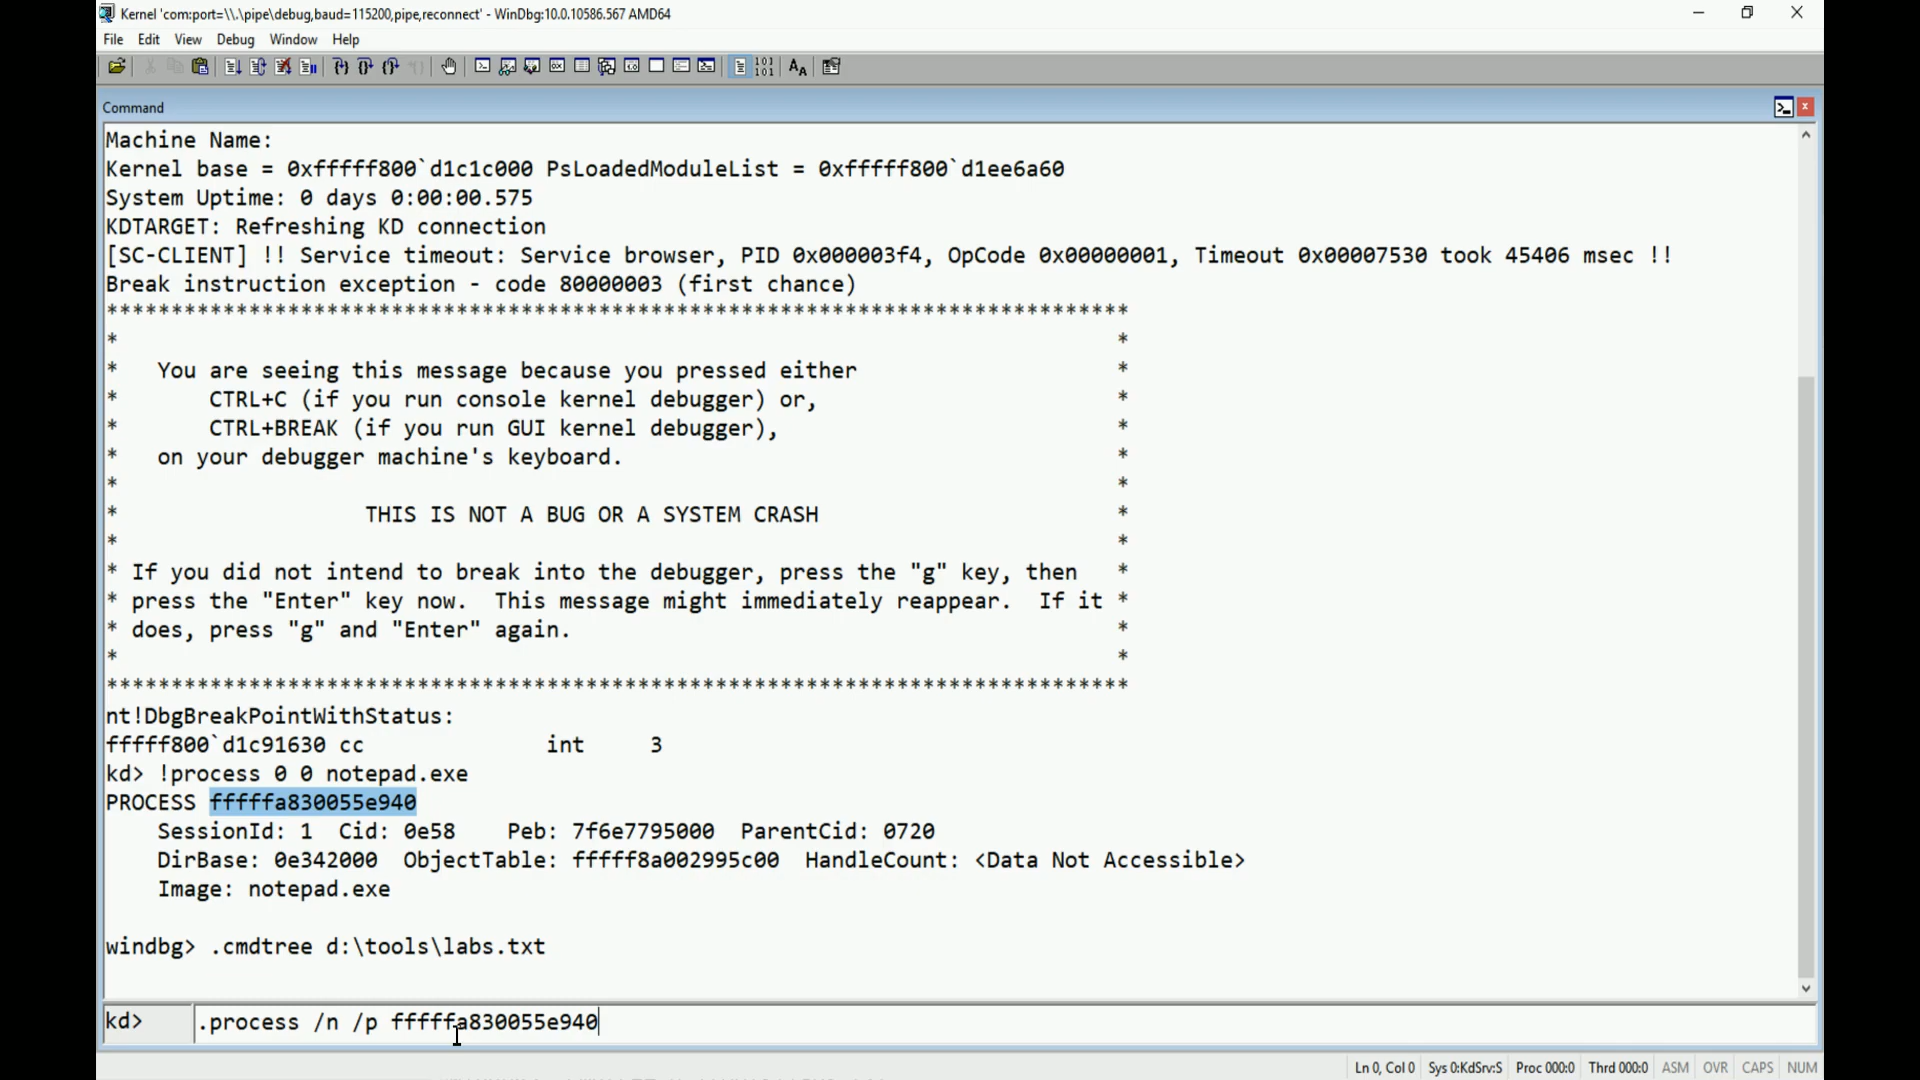 Kernel 'com:port=\\.\pipe\debug,baud=115200,pipe,reconnect' - WinDbg:10.0.10586.567 AMD64
File Edit View Debug Window Help
Command
Machine Name:
Kernel base = 0xfffff800`d1c1c000 PsLoadedModuleList = 0xfffff800`d1ee6a60
System Uptime: 0 days 0:00:00.575
KDTARGET: Refreshing KD connection
[SC-CLIENT] !! Service timeout: Service browser, PID 0x000003f4, OpCode 0x00000001, Timeout 0x00007530 took 45406 msec !!
Break instruction exception - code 80000003 (first chance)
*******************************************************************************
* *
* You are seeing this message because you pressed either *
* CTRL+C (if you run console kernel debugger) or, *
* CTRL+BREAK (if you run GUI kernel debugger), *
* on your debugger machine's keyboard. *
* *
* THIS IS NOT A BUG OR A SYSTEM CRASH *
* *
* If you did not intend to break into the debugger, press the "g" key, then *
* press the "Enter" key now. This message might immediately reappear. If it *
* does, press "g" and "Enter" again. *
* *
*******************************************************************************
nt!DbgBreakPointWithStatus:
fffff800`d1c91630 cc int 3
kd> !process 0 0 notepad.exe
PROCESS fffffa830055e940
SessionId: 1 Cid: 0e58 Peb: 7f6e7795000 ParentCid: 0720
DirBase: 0e342000 ObjectTable: fffff8a002995c00 HandleCount: <Data Not Accessible>
Image: notepad.exe
windbg> .cmdtree d:\tools\labs.txt
kd> .process /n /p fffffa830055e940
Ln 0, Col 0 Sys 0:KdSrv:S Proc 000:0 Thrd 000:0 ASM OVR CAPS NUM